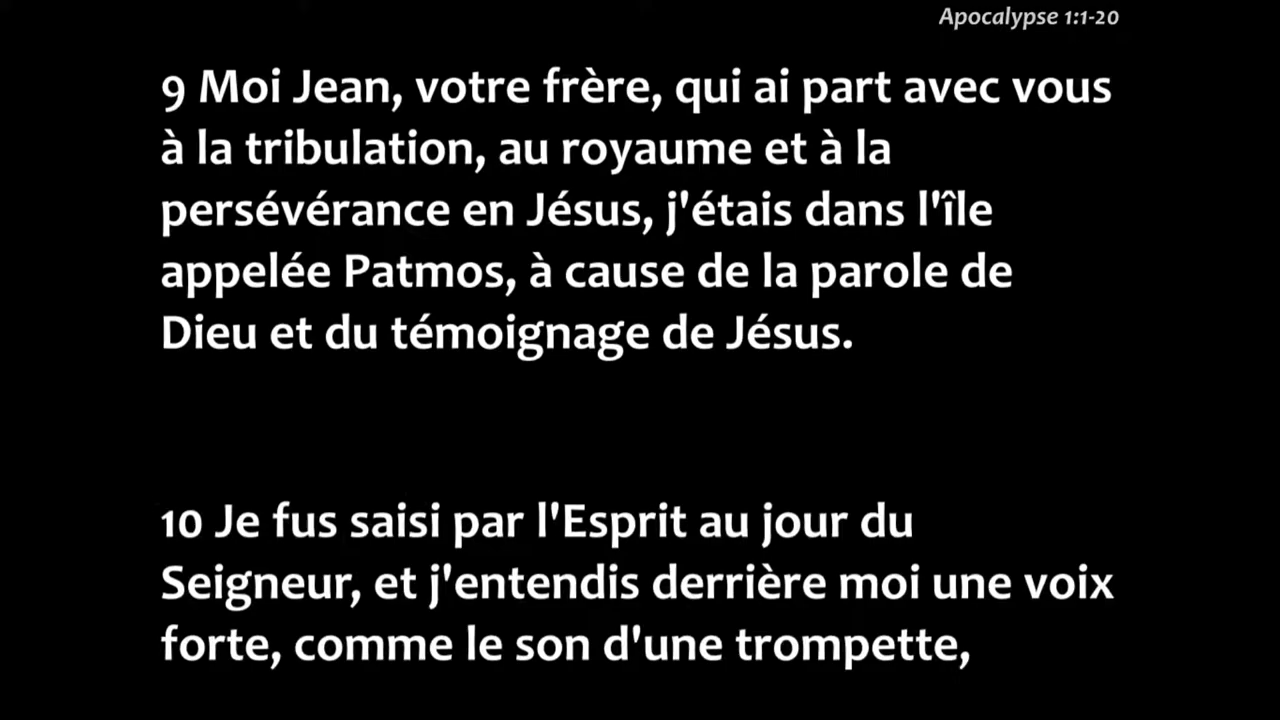 Apocalypse 1:1-20
9 Moi Jean, votre frère, qui ai part avec vous
à la tribulation, au royaume et à la
persévérance en Jésus, j'étais dans l'île
appelée Patmos, à cause de la parole de
Dieu et du témoignage de Jésus.
10 Je fus saisi par l'Esprit au jour du
Seigneur, et j'entendis derrière moi une voix
forte, comme le son d'une trompette,